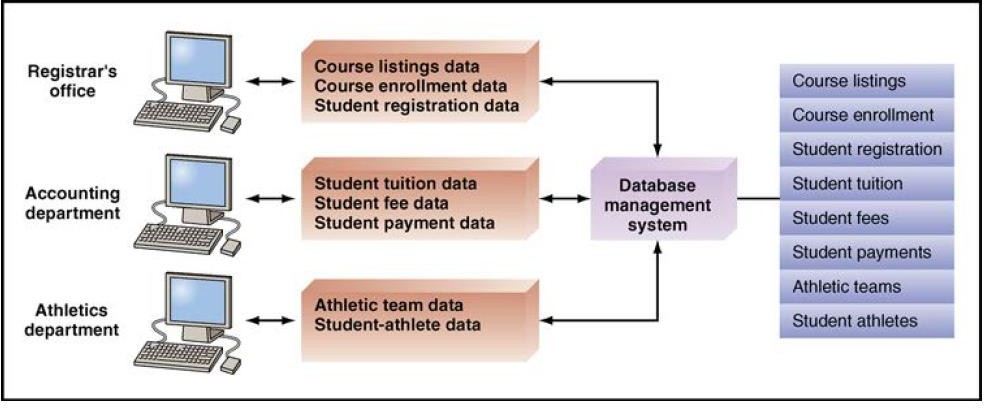 Registrar's
office
Course listings data
Course enrollment data
Student registration data
Accounting
department
Student tuition data
Student fee data
Student payment data
Athletics
department
Athletic team data
Student-athlete data
Database
management
system
Course listings
Course enrollment
Student registration
Student tuition
Student fees
Student payments
Athletic teams
Student athletes